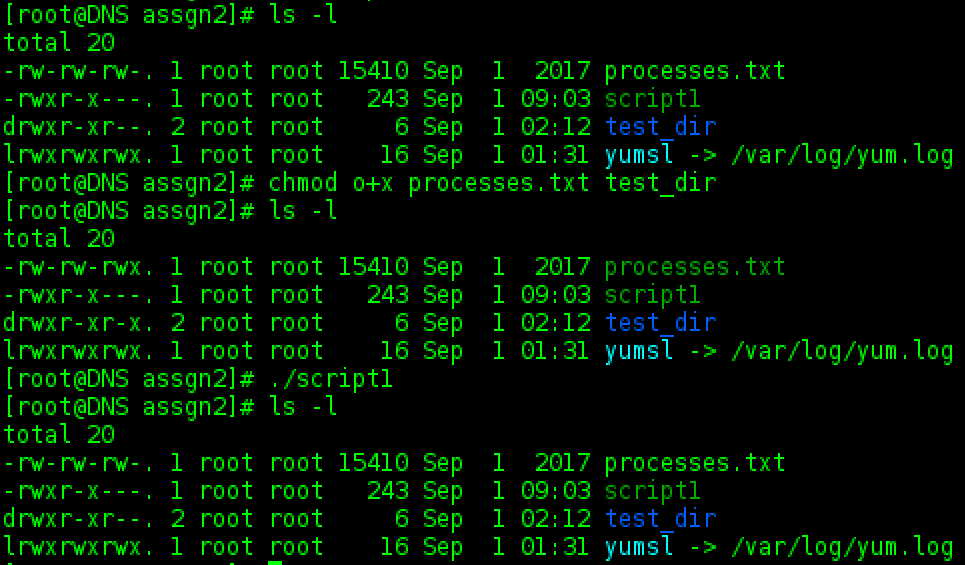 [root@DNS assgn2]# ls -l
total 20
-rw-rw-rw-. 1 root root 15410 Sep  1  2017 processes.txt
-rwxr-x---. 1 root root   243 Sep  1 09:03 script1
drwxr-xr--. 2 root root     6 Sep  1 02:12 test_dir
lrwxrwxrwx. 1 root root    16 Sep  1 01:31 yumsl -> /var/log/yum.log
[root@DNS assgn2]# chmod o+x processes.txt test_dir
[root@DNS assgn2]# ls -l
total 20
-rw-rw-rwx. 1 root root 15410 Sep  1  2017 processes.txt
-rwxr-x---. 1 root root   243 Sep  1 09:03 script1
drwxr-xr-x. 2 root root     6 Sep  1 02:12 test_dir
lrwxrwxrwx. 1 root root    16 Sep  1 01:31 yumsl -> /var/log/yum.log
[root@DNS assgn2]# ./script1
[root@DNS assgn2]# ls -l
total 20
-rw-rw-rw-. 1 root root 15410 Sep  1  2017 processes.txt
-rwxr-x---. 1 root root   243 Sep  1 09:03 script1
drwxr-xr--. 2 root root     6 Sep  1 02:12 test_dir
lrwxrwxrwx. 1 root root    16 Sep  1 01:31 yumsl -> /var/log/yum.log